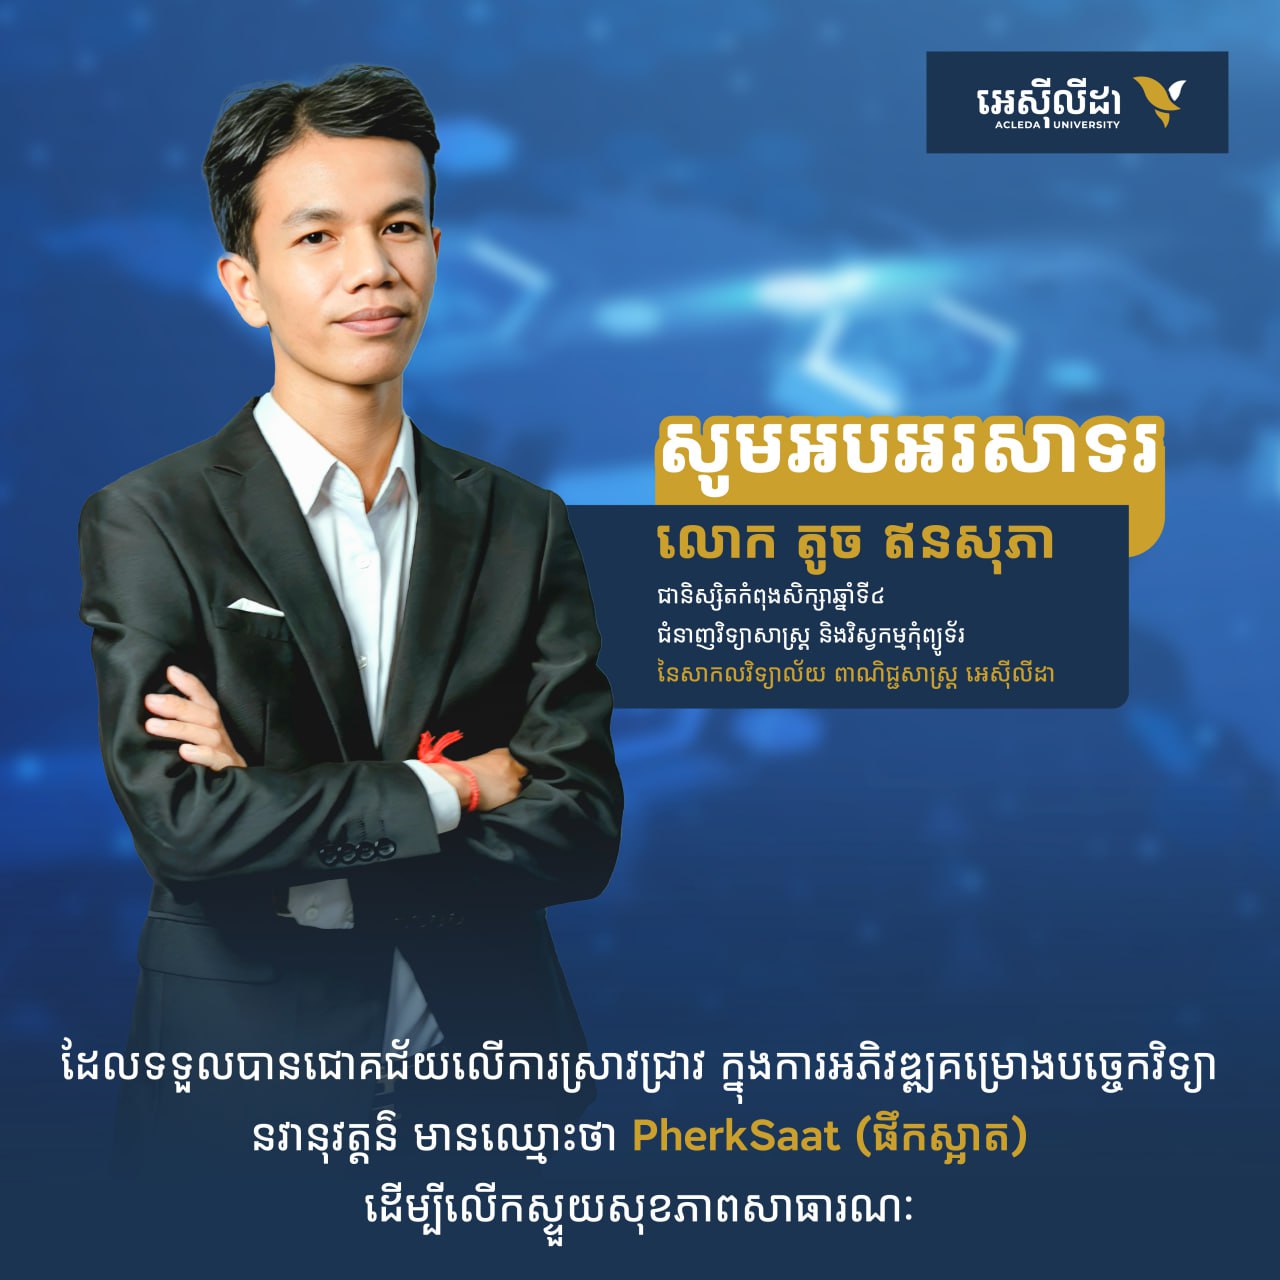 អេស៊ីលីដា
ACLEDA UNIVERSITY
សូមអបអរសាទរ
លោក តូច ឥនសុភា
ជានិស្សិតកំពុងសិក្សាឆ្នាំទី៤
ជំនាញវិទ្យាសាស្ត្រ និងវិស្វកម្មកុំព្យូទ័រ
នៃសាកលវិទ្យាល័យ ពាណិជ្ជសាស្ត្រ អេស៊ីលីដា
ដែលទទួលបានជោគជ័យលើការស្រាវជ្រាវ ក្នុងការអភិវឌ្ឍគម្រោងបច្ចេកវិទ្យា
នវានុវត្តន៍ មានឈ្មោះថា PherkSaat (ផឹកស្អាត)
ដើម្បីលើកស្ទួយសុខភាពសាធារណៈ